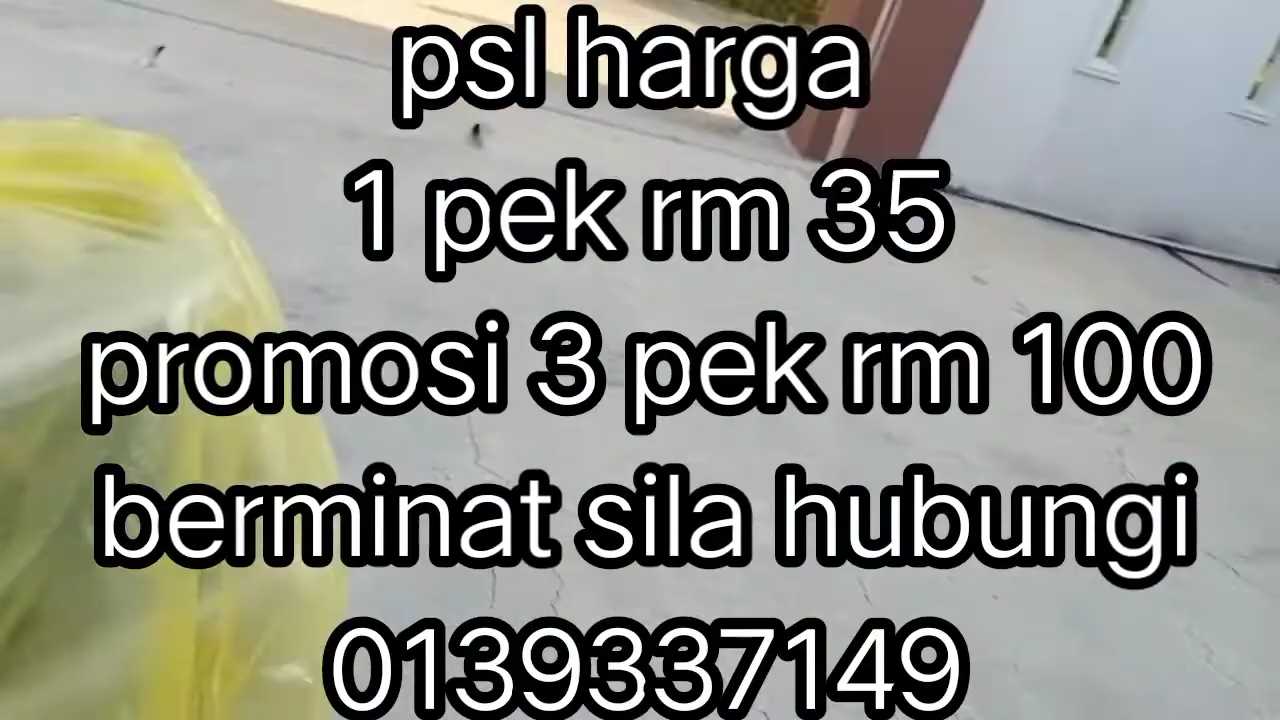 psl harga
1 pek rm 35
promosi 3 pek rm 100
berminat sila hubungi
0139337149